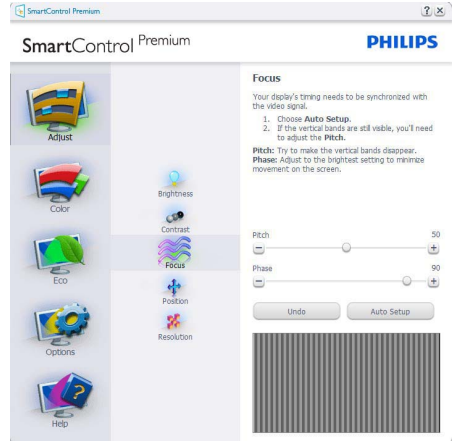 SmartControl Premium
SmartControl Premium
PHILIPS
Adjust
Color
Eco
Options
Help
Brightness
Contrast
Focus
Position
Resolution
Focus
Your display's timing needs to be synchronized with
the video signal.
1. Choose Auto Setup.
2. If the vertical bands are still visible, you'll need
to adjust the Pitch.
Pitch: Try to make the vertical bands disappear.
Phase: Adjust to the brightest setting to minimize
movement on the screen.
Pitch 50
Phase 90
Undo Auto Setup